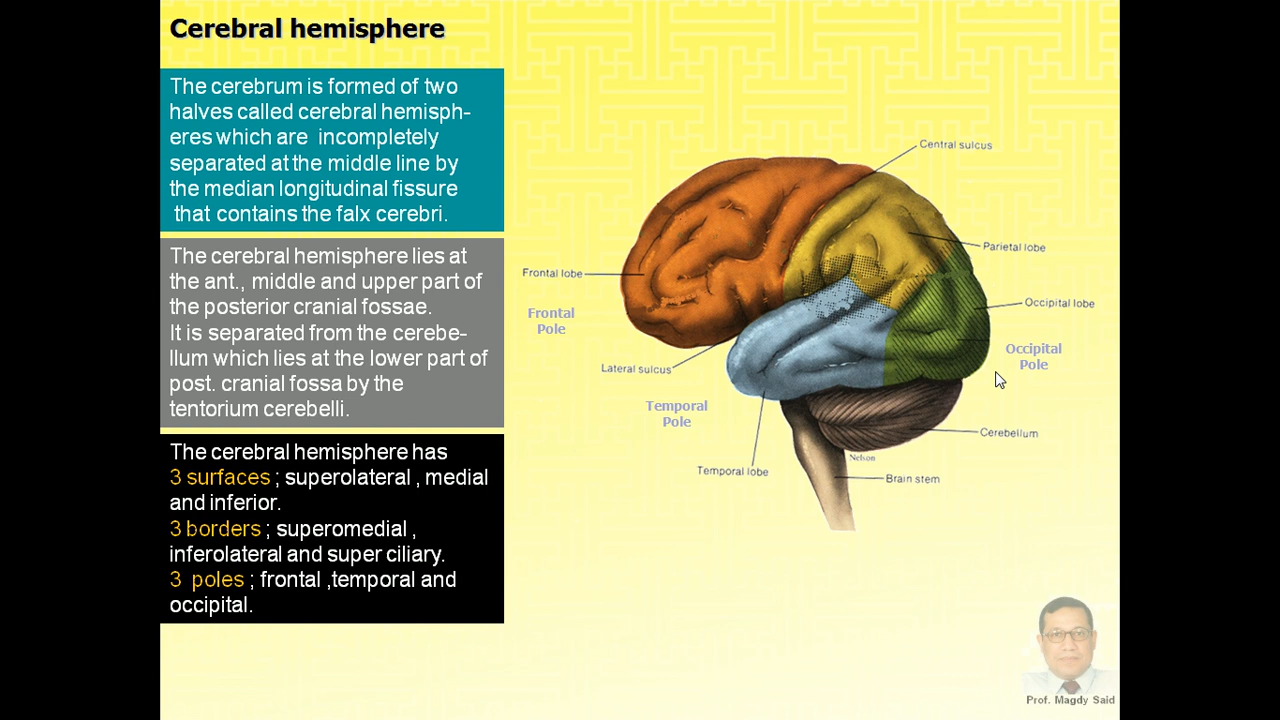 Cerebral hemisphere
The cerebrum is formed of two
halves called cerebral hemisph-
eres which are incompletely
separated at the middle line by
the median longitudinal fissure
that contains the falx cerebri.
The cerebral hemisphere lies at
the ant., middle and upper part of
the posterior cranial fossae.
It is separated from the cerebe-
llum which lies at the lower part of
post. cranial fossa by the
tentorium cerebelli.
The cerebral hemisphere has
3 surfaces ; superolateral , medial
and inferior.
3 borders ; superomedial ,
inferolateral and super ciliary.
3 poles ; frontal ,temporal and
occipital.
Central sulcus
Parietal lobe
Frontal lobe
Occipital lobe
Frontal
Pole
Occipital
Pole
Lateral sulcus
Temporal
Pole
Cerebellum
Nelson
Temporal lobe
Brain stem
Prof. Magdy Said